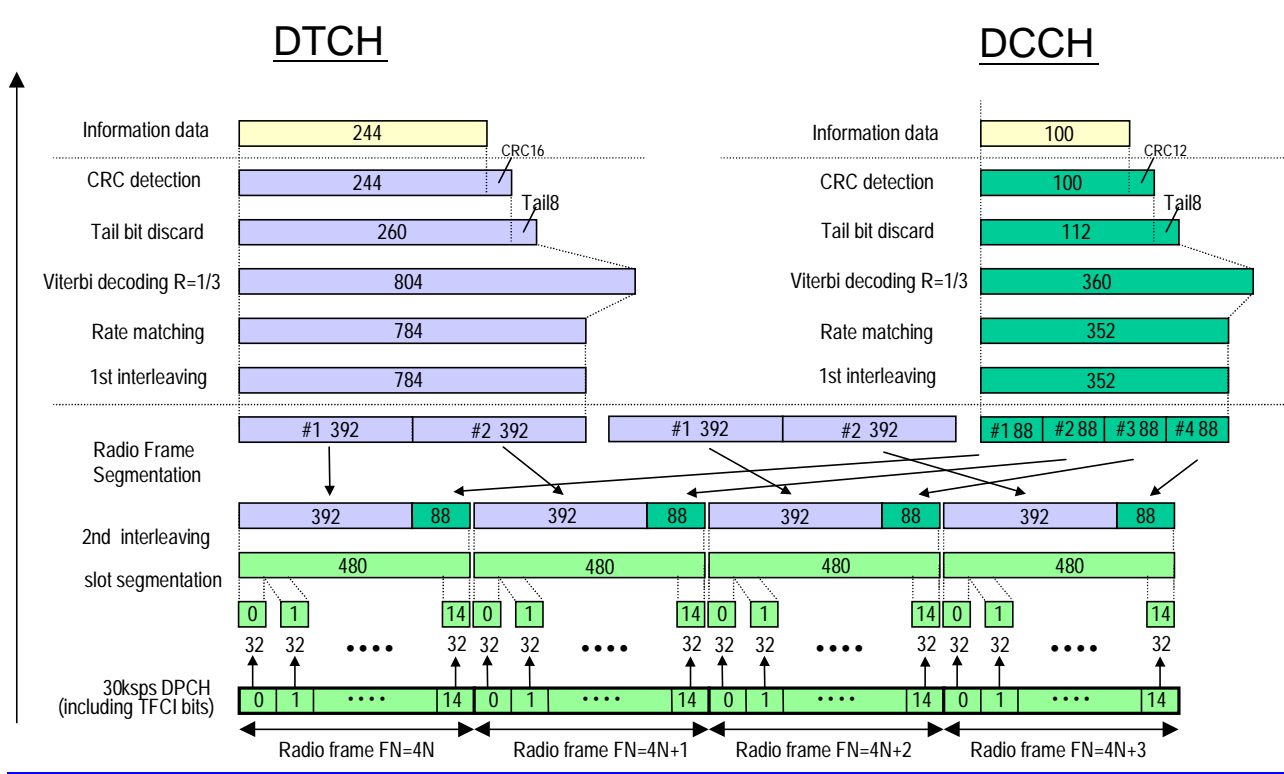 DTCH DCCH
Information data 244 Information data 100
CRC16 CRC12
CRC detection 244 CRC detection 100
Tail8 Tail8
Tail bit discard 260 Tail bit discard 112
Viterbi decoding R=1/3 804 Viterbi decoding R=1/3 360
Rate matching 784 Rate matching 352
1st interleaving 784 1st interleaving 352
#1 392 #2 392 #1 392 #2 392 #1 88 #2 88 #3 88 #4 88
Radio Frame
Segmentation
392 88 392 88 392 88 392 88
2nd interleaving
480 480 480 480
slot segmentation
0 1 14 0 1 14 0 1 14 0 1 14
32 32 •••• 32 32 32 •••• 32 32 32 •••• 32 32 32 •••• 32
30ksps DPCH
(including TFCI bits)
0 1 •••• 14 0 1 •••• 14 0 1 •••• 14 0 1 •••• 14
Radio frame FN=4N Radio frame FN=4N+1 Radio frame FN=4N+2 Radio frame FN=4N+3